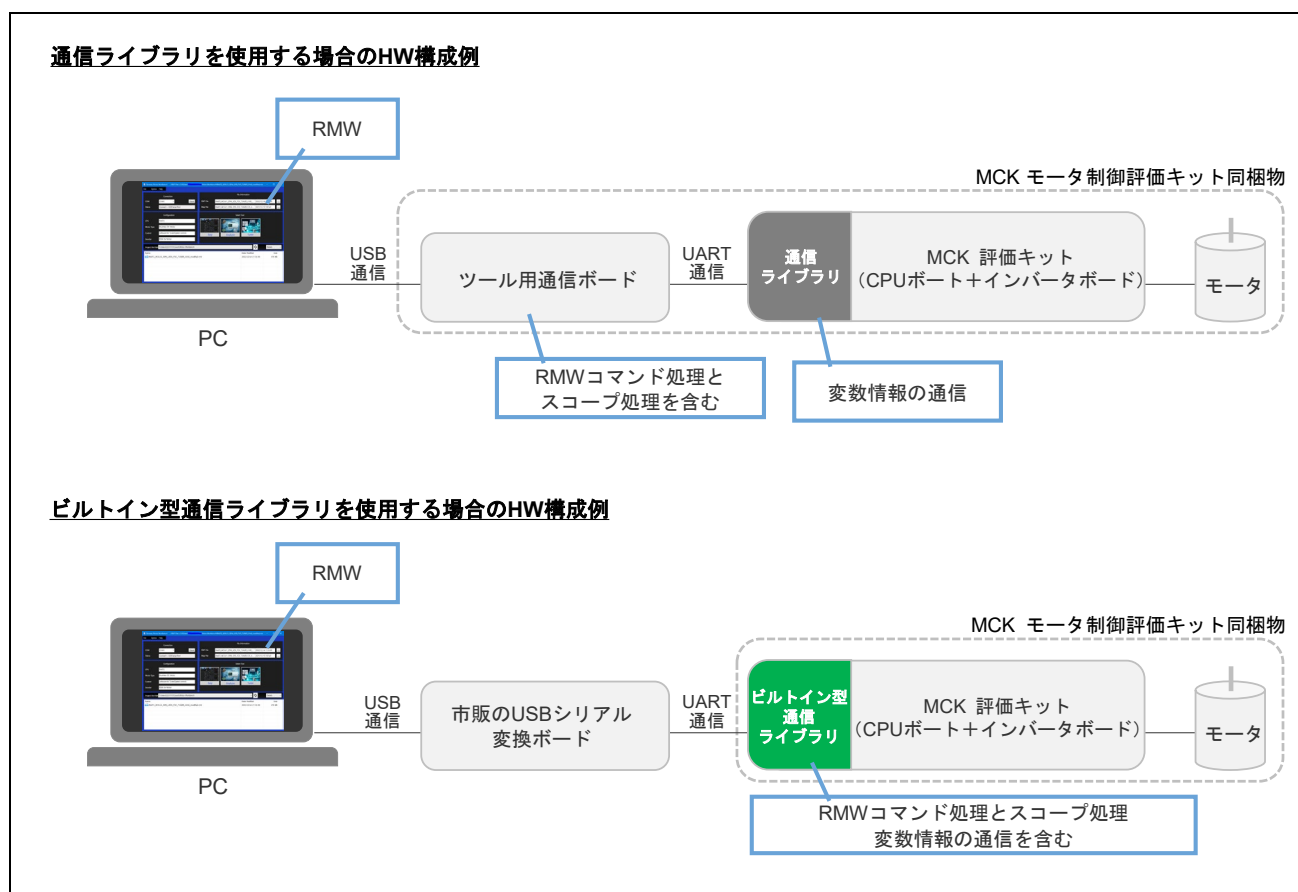 通信ライブラリを使用する場合のHW構成例
RMW
MCK モータ制御評価キット同梱物
USB
通信
ツール用通信ボード
UART
通信
通信
ライブラリ
MCK 評価キット
（CPUボート＋インバータボード）
モータ
PC
RMWコマンド処理と
スコープ処理を含む
変数情報の通信
ビルトイン型通信ライブラリを使用する場合のHW構成例
RMW
MCK モータ制御評価キット同梱物
USB
通信
市販のUSBシリアル
変換ボード
UART
通信
ビルトイン型
通信
ライブラリ
MCK 評価キット
（CPUボート＋インバータボード）
モータ
PC
RMWコマンド処理とスコープ処理
変数情報の通信を含む